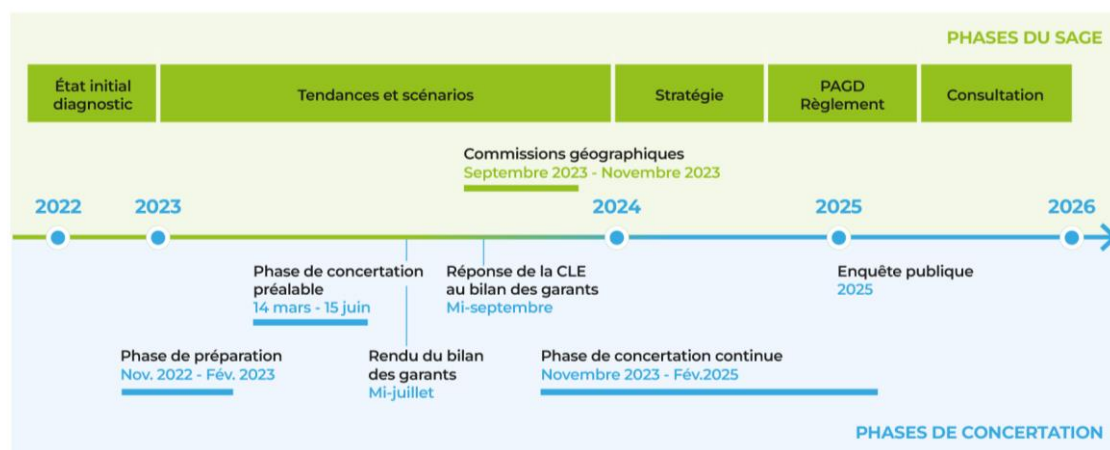 PHASES DU SAGE
État initial
diagnostic
Tendances et scénarios
Stratégie
PAGD
Règlement
Consultation
Commissions géographiques
Septembre 2023 - Novembre 2023
2022
2023
2024
2025
2026
Phase de concertation
préalable
14 mars - 15 juin
Réponse de la CLE
au bilan des garants
Mi-septembre
Enquête publique
2025
Phase de préparation
Nov. 2022 - Fév. 2023
Rendu du bilan
des garants
Mi-juillet
Phase de concertation continue
Novembre 2023 - Fév.2025
PHASES DE CONCERTATION